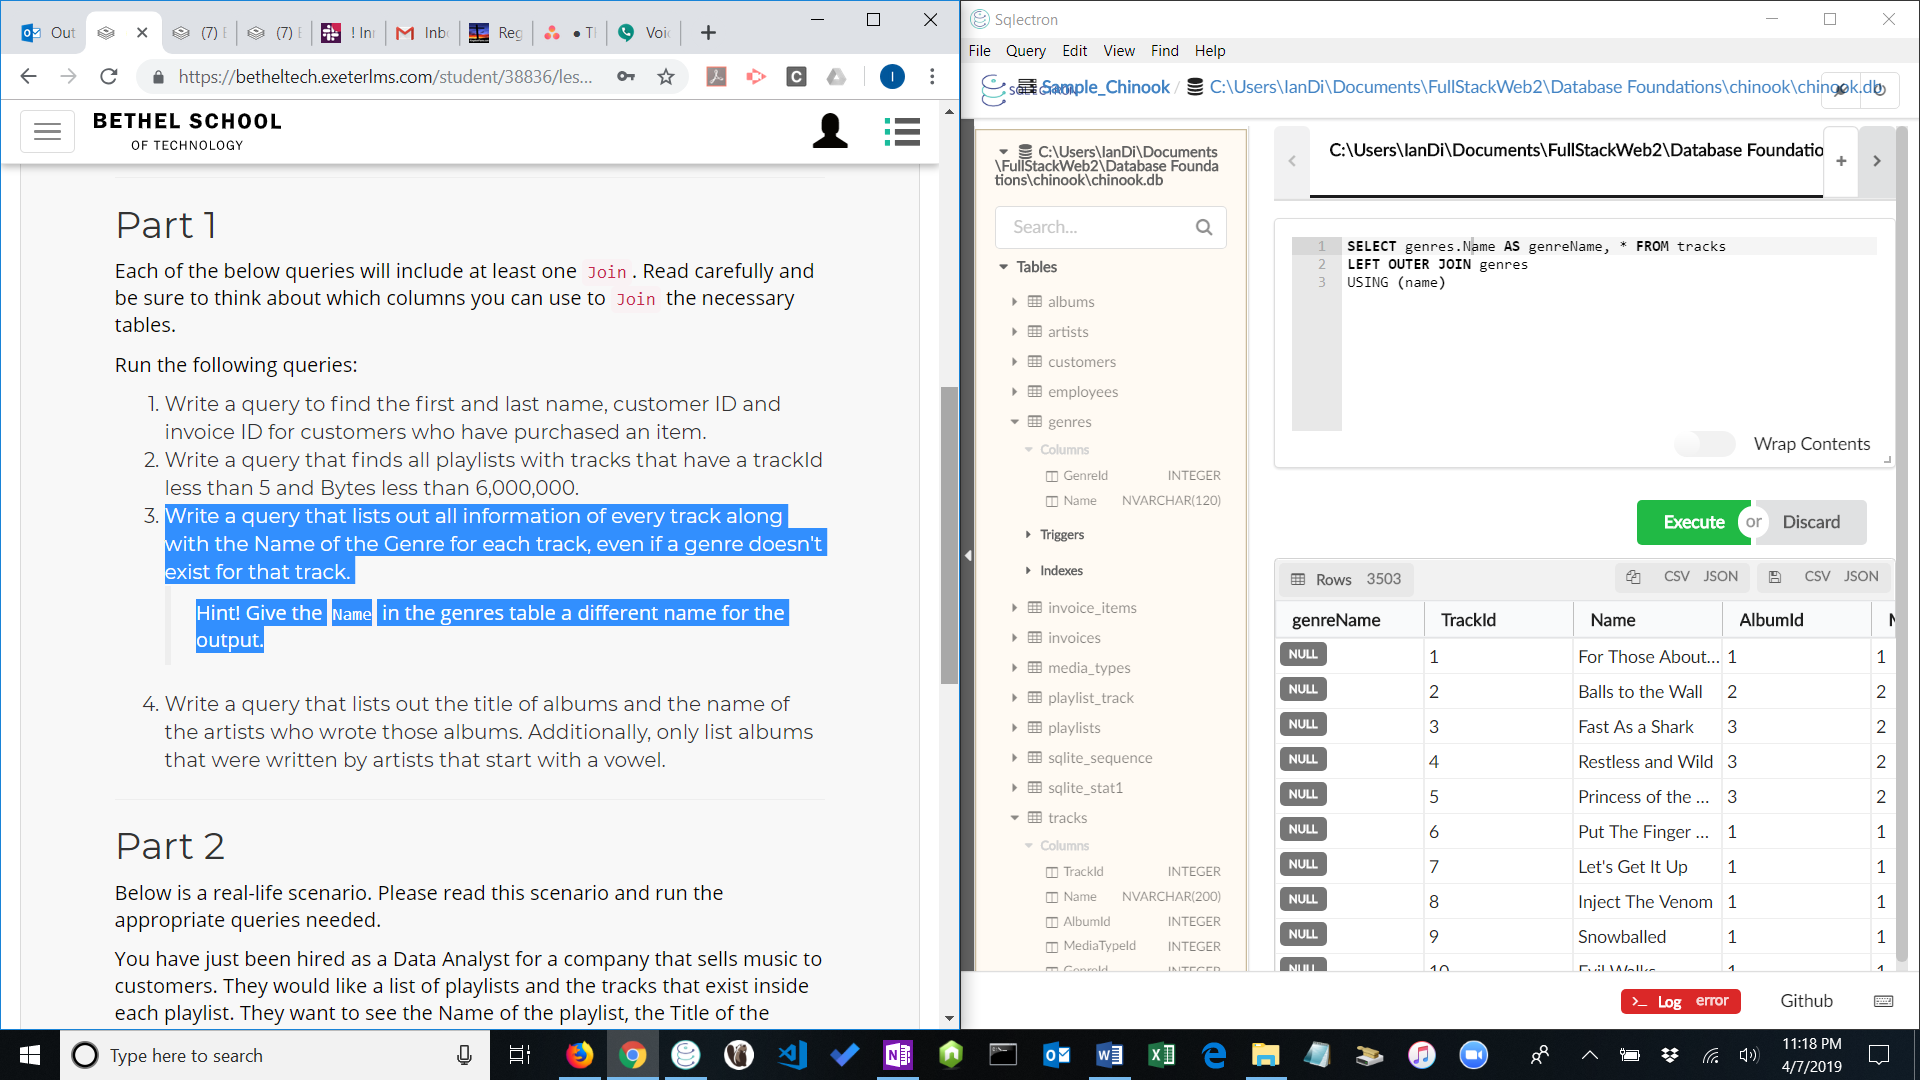 Out
(7)
(7)
! Inn
Inb
Reg
Voic
https://betheltech.exeterlms.com/student/38836/les...
I
BETHEL SCHOOL
OF TECHNOLOGY
Part 1
Each of the below queries will include at least one Join. Read carefully and
be sure to think about which columns you can use to Join the necessary
tables.
Run the following queries:
1. Write a query to find the first and last name, customer ID and
invoice ID for customers who have purchased an item.
2. Write a query that finds all playlists with tracks that have a trackId
less than 5 and Bytes less than 6,000,000.
3. Write a query that lists out all information of every track along
with the Name of the Genre for each track, even if a genre doesn't
exist for that track.
Hint! Give the Name in the genres table a different name for the
output.
4. Write a query that lists out the title of albums and the name of
the artists who wrote those albums. Additionally, only list albums
that were written by artists that start with a vowel.
Part 2
Below is a real-life scenario. Please read this scenario and run the
appropriate queries needed.
You have just been hired as a Data Analyst for a company that sells music to
customers. They would like a list of playlists and the tracks that exist inside
each playlist. They want to see the Name of the playlist, the Title of the
Sqlectron
File Query Edit View Find Help
Sample_Chinook / C:\Users\IanDi\Documents\FullStackWeb2\Database Foundations\chinook\chinook.db
C:\Users\IanDi\Documents
\FullStackWeb2\Database Founda
tions\chinook\chinook.db
Search...
Tables
albums
artists
customers
employees
genres
Columns
GenreId INTEGER
Name NVARCHAR(120)
Triggers
Indexes
invoice_items
invoices
media_types
playlist_track
playlists
sqlite_sequence
sqlite_stat1
tracks
Columns
TrackId INTEGER
Name NVARCHAR(200)
AlbumId INTEGER
MediaTypeId INTEGER
GenreId INTEGER
C:\Users\IanDi\Documents\FullStackWeb2\Database Foundatio
+
1 SELECT genres.Name AS genreName, * FROM tracks
2 LEFT OUTER JOIN genres
3 USING (name)
Wrap Contents
Execute or Discard
Rows 3503 CSV JSON CSV JSON
genreName TrackId Name AlbumId M
NULL 1 For Those About... 1 1
NULL 2 Balls to the Wall 2 2
NULL 3 Fast As a Shark 3 2
NULL 4 Restless and Wild 3 2
NULL 5 Princess of the ... 3 2
NULL 6 Put The Finger ... 1 1
NULL 7 Let's Get It Up 1 1
NULL 8 Inject The Venom 1 1
NULL 9 Snowballed 1 1
NULL 10 Evil Walks 1 1
>_ Log error Github
Type here to search
11:18 PM
4/7/2019